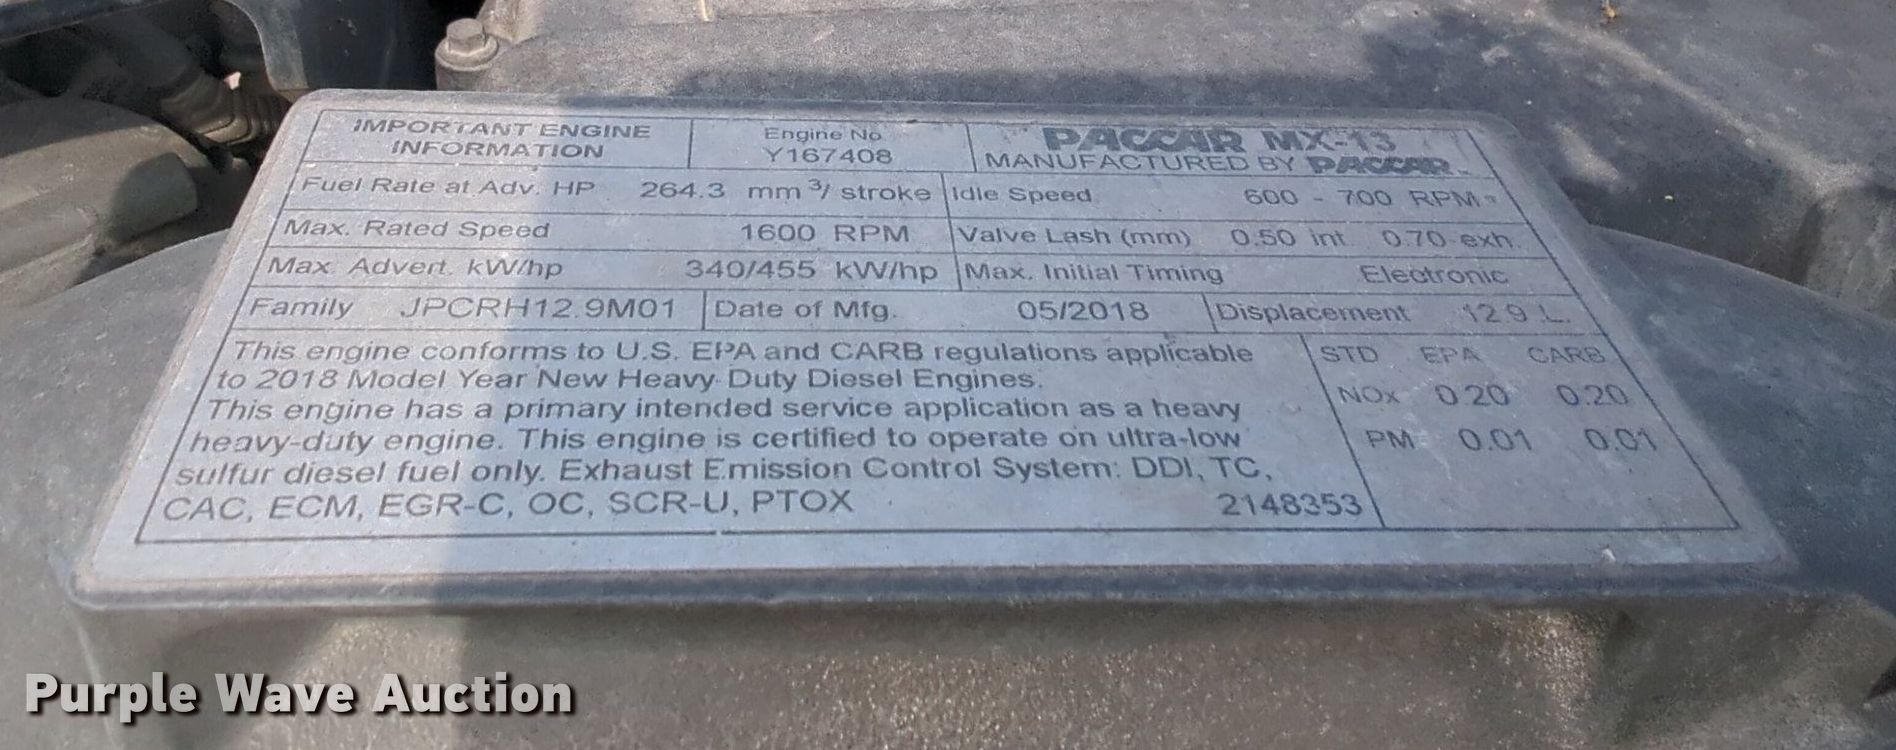 IMPORTANT ENGINE INFORMATION
Engine No
Y167408
PACCAR MX-13
MANUFACTURED BY PACCAR
Fuel Rate at Adv. HP 264.3 mm³/ stroke
Idle Speed 600 - 700 RPM
Max. Rated Speed 1600 RPM
Valve Lash (mm) 0.50 int 0.70 exh.
Max. Advert. kW/hp 340/455 kW/hp
Max. Initial Timing Electronic
Family JPCRH12.9M01
Date of Mfg. 05/2018
Displacement 12.9 L.
This engine conforms to U.S. EPA and CARB regulations applicable
to 2018 Model Year New Heavy Duty Diesel Engines.
This engine has a primary intended service application as a heavy
heavy-duty engine. This engine is certified to operate on ultra-low
sulfur diesel fuel only. Exhaust Emission Control System: DDI, TC,
CAC, ECM, EGR-C, OC, SCR-U, PTOX 2148353
STD EPA CARB
NOx 0.20 0.20
PM 0.01 0.01
Purple Wave Auction